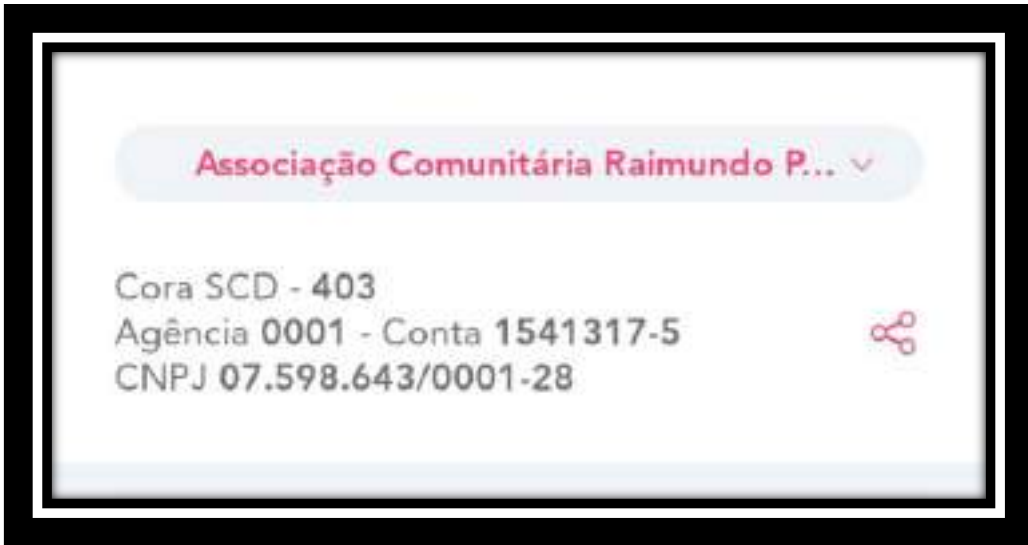 Associação Comunitária Raimundo P...
Cora SCD - 403
Agência 0001 - Conta 1541317-5
CNPJ 07.598.643/0001-28